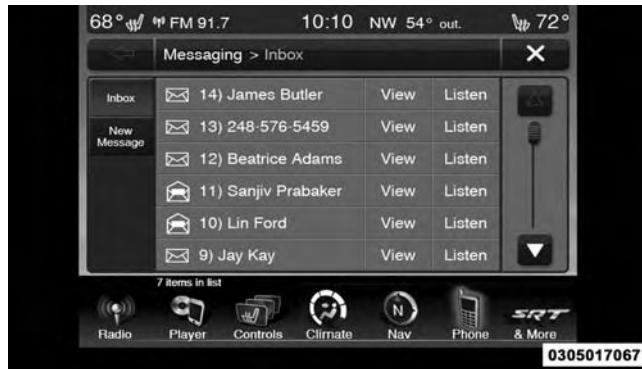 68° FM 91.7 10:10 NW 54° out. 72°
Messaging > Inbox X
Inbox
New
Message
14) James Butler View Listen
13) 248-576-5459 View Listen
12) Beatrice Adams View Listen
11) Sanjiv Prabaker View Listen
10) Lin Ford View Listen
9) Jay Kay View Listen
7 items in list
N SRT
Radio Player Controls Climate Nav Phone & More
0305017067